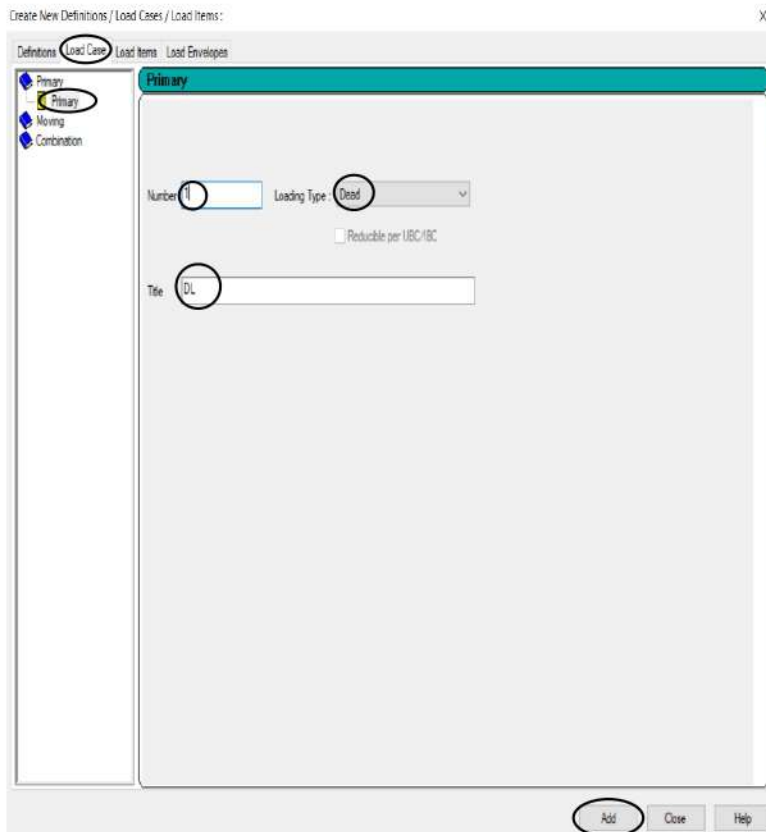 Create New Definitions / Load Cases / Load Items : X
Definitions Load Case Load Items Load Envelopes
Primary
Primary
Moving
Combination
Primary
Number 1 Loading Type : Dead
Reducible per UBC/IBC
Title DL
Add Close Help